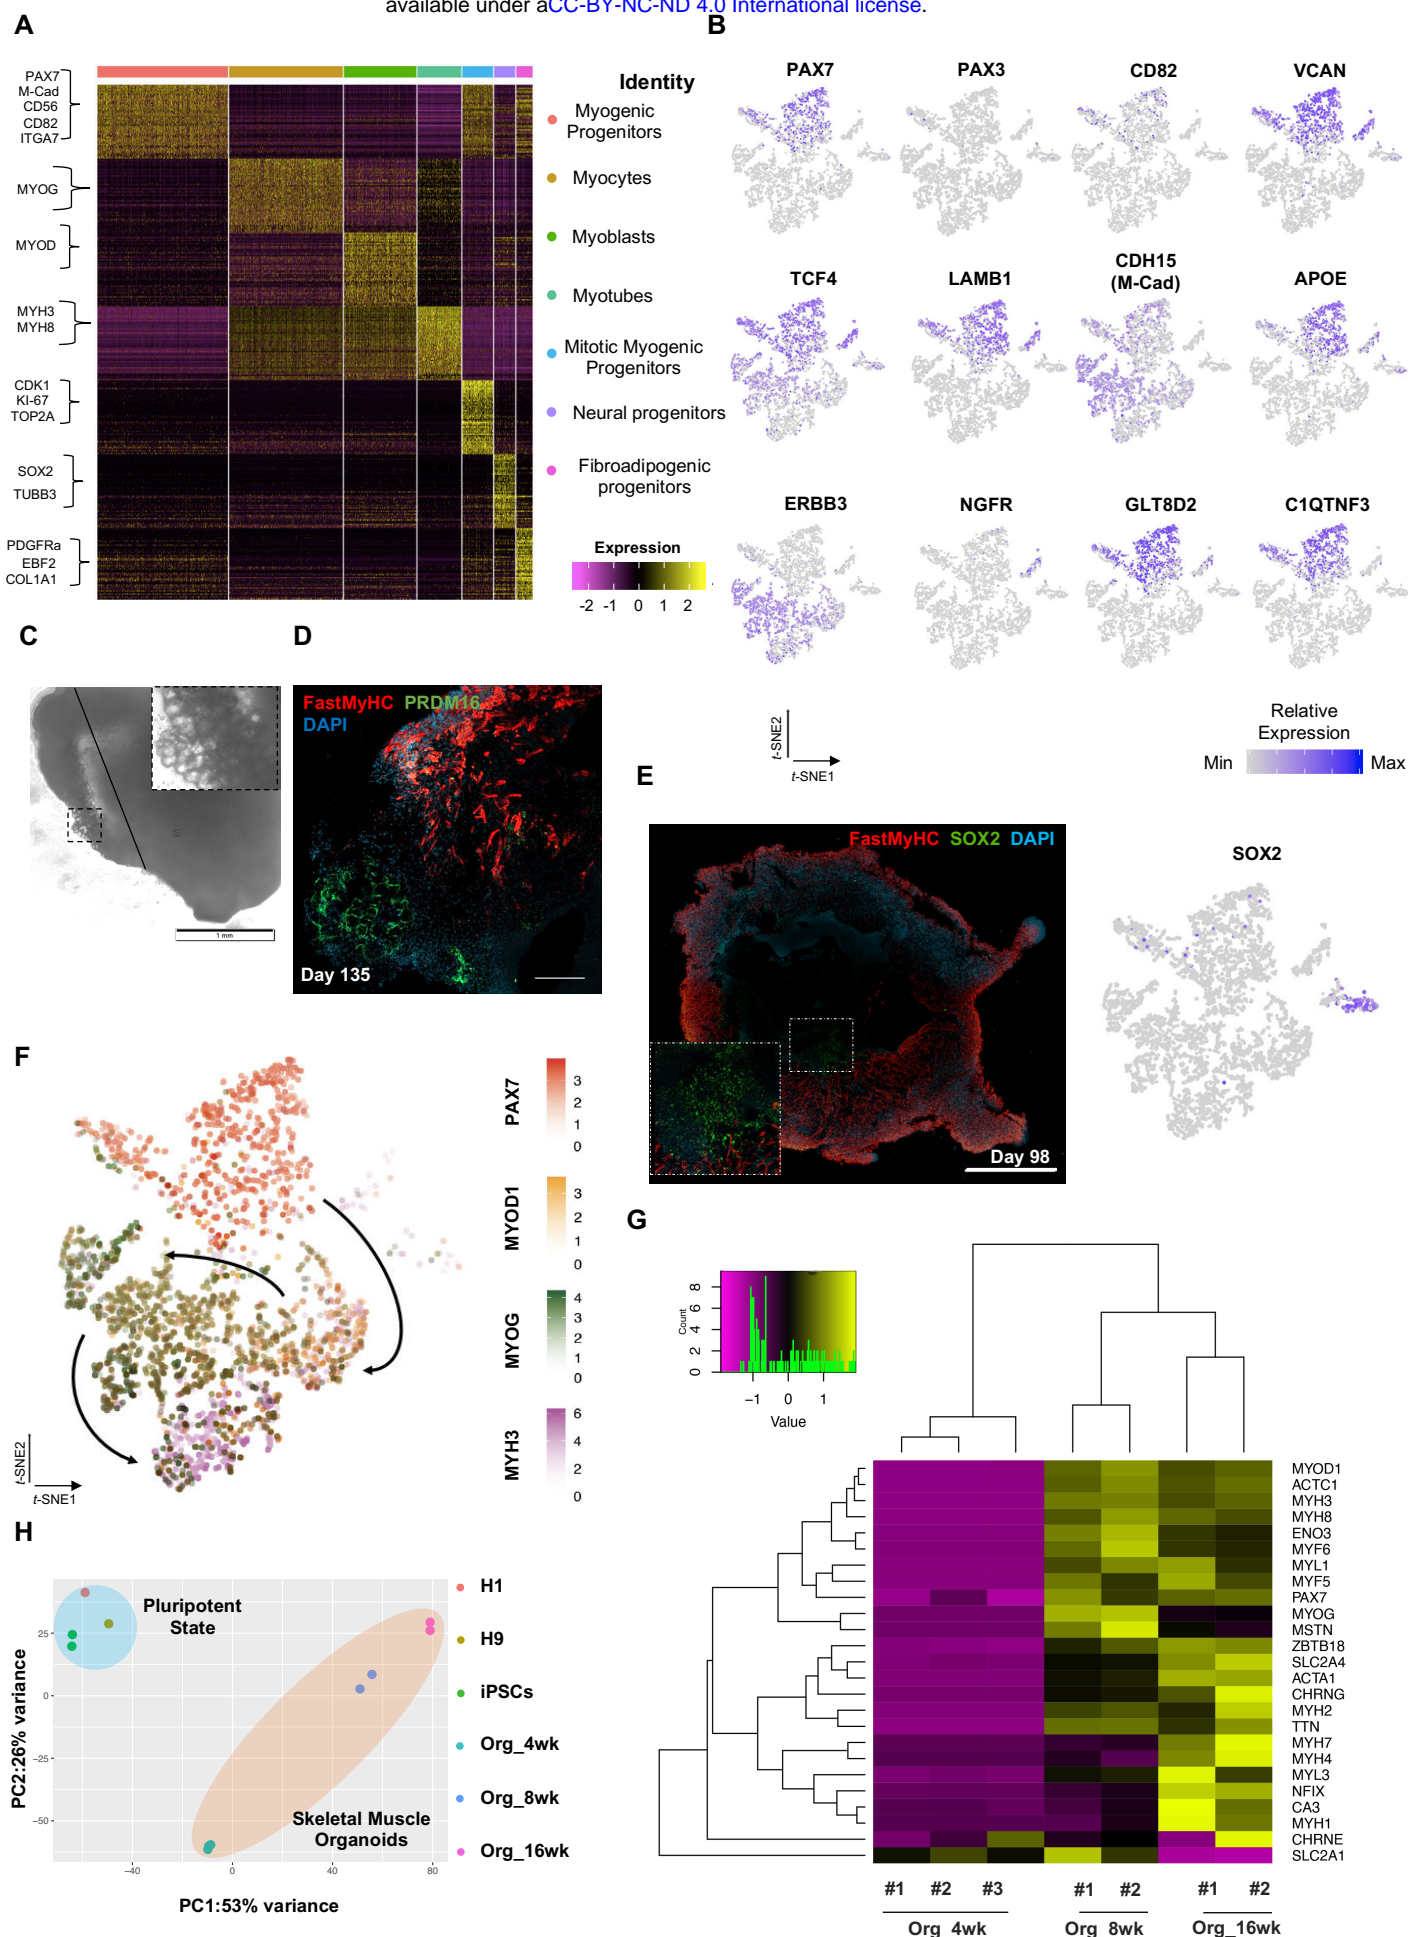 available under aCC-BY-NC-ND 4.0 International license.
A
PAX7
M-Cad
CD56
CD82
ITGA7
MYOG
MYOD
MYH3
MYH8
CDK1
KI-67
TOP2A
SOX2
TUBB3
PDGFRa
EBF2
COL1A1
Identity
Myogenic
Progenitors
Myocytes
Myoblasts
Myotubes
Mitotic Myogenic
Progenitors
Neural progenitors
Fibroadipogenic
progenitors
Expression
-2 -1 0 1 2
B
PAX7 PAX3 CD82 VCAN
TCF4 LAMB1 CDH15
(M-Cad) APOE
ERBB3 NGFR GLT8D2 C1QTNF3
t-SNE2
t-SNE1
Relative
Expression
Min Max
C
1 mm
D
FastMyHC PRDM16
DAPI
Day 135
E
FastMyHC SOX2 DAPI
Day 98
SOX2
F
PAX7
3
2
1
0
MYOD1
3
2
1
0
MYOG
4
3
2
1
0
MYH3
6
4
2
0
t-SNE2
t-SNE1
G
Count
8
6
4
2
0
-1 0 1
Value
MYOD1
ACTC1
MYH3
MYH8
ENO3
MYF6
MYL1
MYF5
PAX7
MYOG
MSTN
ZBTB18
SLC2A4
ACTA1
CHRNG
MYH2
TTN
MYH7
MYH4
MYL3
NFIX
CA3
MYH1
CHRNE
SLC2A1
#1 #2 #3 #1 #2 #1 #2
Org_4wk Org_8wk Org_16wk
H
Pluripotent
State
Skeletal Muscle
Organoids
PC2:26% variance
25
0
-25
-50
-40 0 40 80
PC1:53% variance
H1
H9
iPSCs
Org_4wk
Org_8wk
Org_16wk